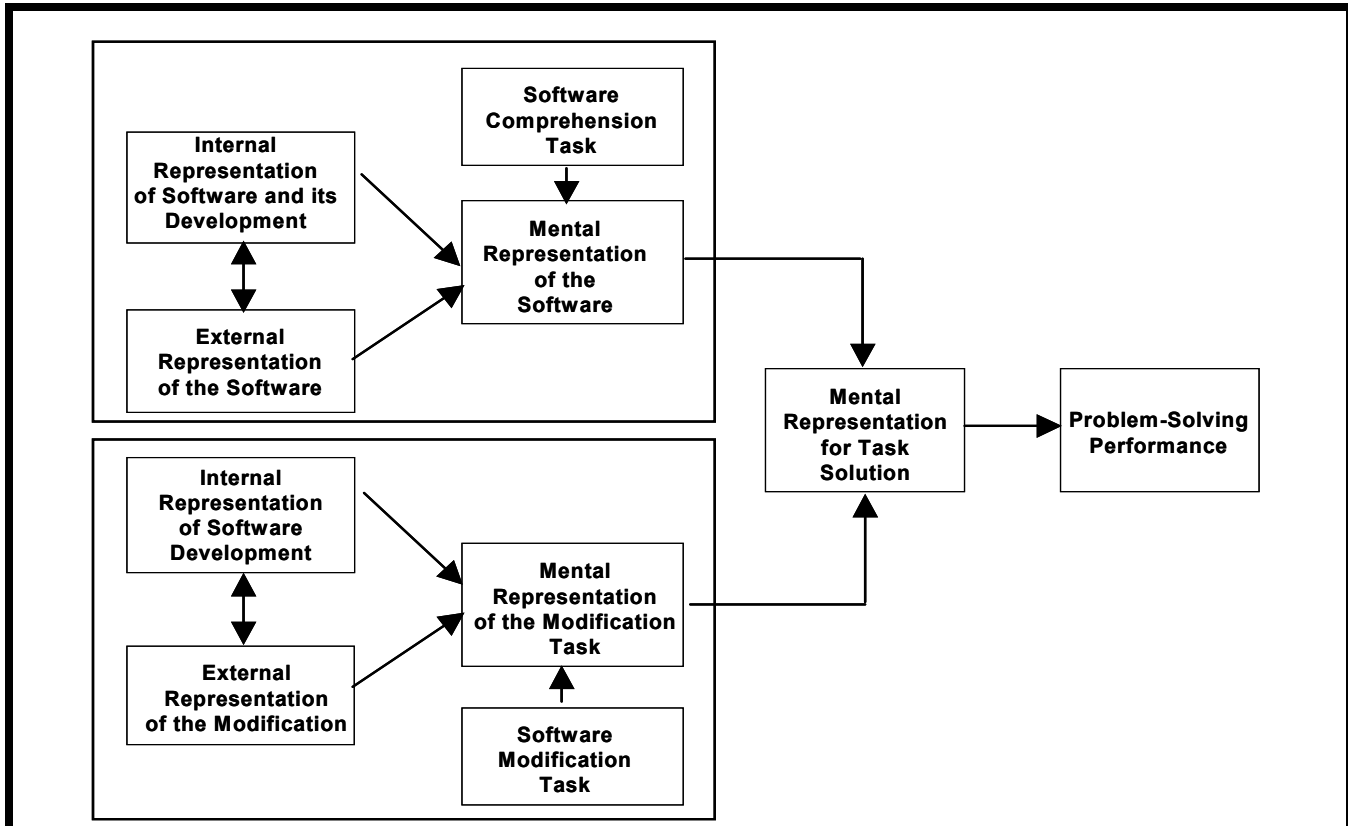 Software
Comprehension
Task
Internal
Representation
of Software and its
Development
Mental
Representation
of the
Software
External
Representation
of the Software
Mental
Representation
for Task
Solution
Problem-Solving
Performance
Internal
Representation
of Software
Development
Mental
Representation
of the Modification
Task
External
Representation
of the Modification
Software
Modification
Task